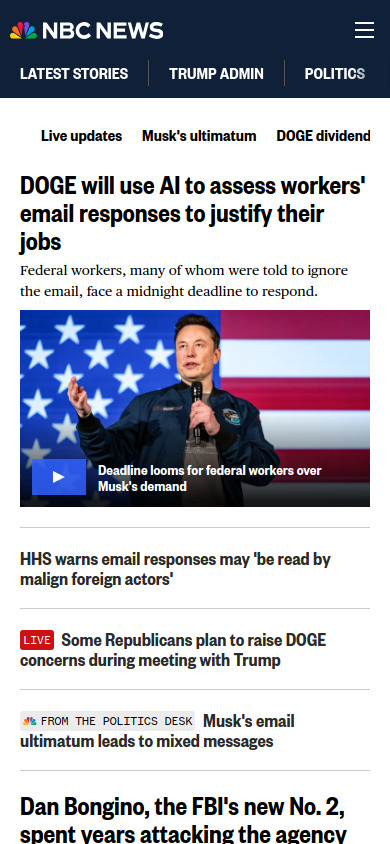 NBC NEWS
LATEST STORIES
TRUMP ADMIN
POLITICS
Live updates
Musk's ultimatum
DOGE dividend
DOGE will use AI to assess workers'
email responses to justify their
jobs
Federal workers, many of whom were told to ignore
the email, face a midnight deadline to respond.
Deadline looms for federal workers over
Musk's demand
HHS warns email responses may 'be read by
malign foreign actors'
LIVE Some Republicans plan to raise DOGE
concerns during meeting with Trump
FROM THE POLITICS DESK Musk's email
ultimatum leads to mixed messages
Dan Bongino, the FBI's new No. 2,
spent years attacking the agency